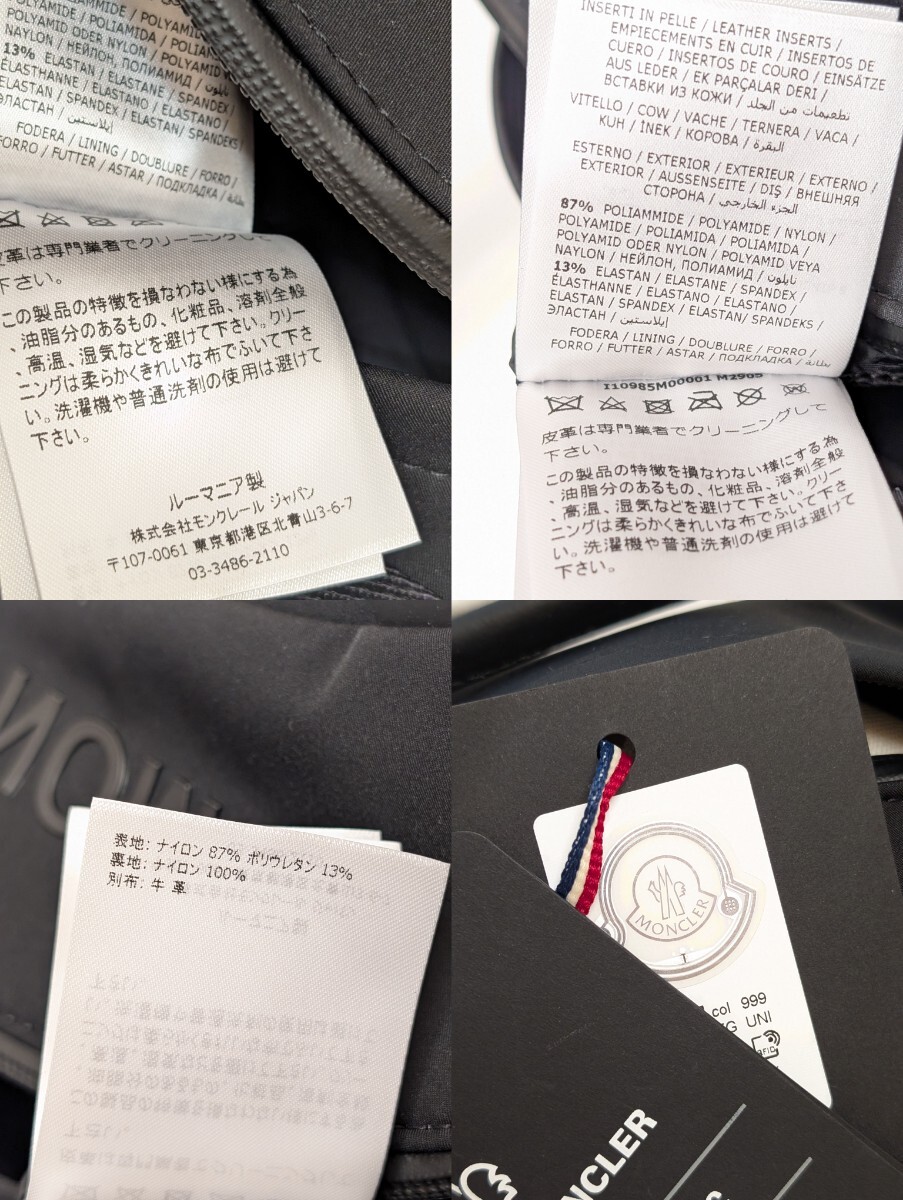 POLIAMMIDE / POLYAMIDE /
POLYAMIDE / POLIAMIDA / POLIAMIDA
POLYAMID ODER NYLON / POLYAMID
NAYLON / НЕЙЛОН, ПОЛИАМИД / نايلون
13% ELASTAN / ELASTANE / SPANDEX /
ELASTHANNE / ELASTANO / ELASTANO /
ELASTAN / SPANDEX / ELASTAN/ SPANDEKS /
ЭЛАСТАН / إيلاستين
FODERA / LINING / DOUBLURE / FORRO /
FORRO / FUTTER / ASTAR / ПОДКЛАДКА / بطانة
皮革は専門業者でクリーニングして
下さい。
この製品の特徴を損なわない様にする為
、油脂分のあるもの、化粧品、溶剤全般
、高温、湿気などを避けて下さい。クリー
ニングは柔らかくきれいな布でふいて下さ
い。洗濯機や普通洗剤の使用は避けて
下さい。
ルーマニア製
株式会社モンクレール ジャパン
〒107-0061 東京都港区北青山3-6-7
03-3486-2110
INSERTI IN PELLE / LEATHER INSERTS /
EMPIECEMENTS EN CUIR / INSERTOS DE
CUERO / INSERTOS DE COURO / EINSÄTZE
AUS LEDER / EK PARÇALAR DERİ /
ВСТАВКИ ИЗ КОЖИ / تطعيمات من الجلد
VITELLO / COW / VACHE / TERNERA / VACA /
KUH / İNEK / КОРОВА / البقرة
ESTERNO / EXTERIOR / EXTERIEUR / EXTERNO /
EXTERIOR / AUSSENSEITE / DIŞ / ВНЕШНЯЯ
СТОРОНА / الجزء الخارجي
87% POLIAMMIDE / POLYAMIDE / NYLON /
POLYAMIDE / POLIAMIDA / POLIAMIDA /
POLYAMID ODER NYLON / POLYAMID VEYA
NAYLON / НЕЙЛОН, ПОЛИАМИД / نايلون
13% ELASTAN / ELASTANE / SPANDEX /
ÉLASTHANNE / ELASTANO / ELASTANO /
ELASTAN / SPANDEX / ELASTAN/ SPANDEKS /
ЭЛАСТАН / إيلاستين
FODERA / LINING / DOUBLURE / FORRO /
FORRO / FUTTER / ASTAR / ПОДКЛАДКА / بطانة
I10985M00001 M2905
皮革は専門業者でクリーニングして
下さい。
この製品の特徴を損なわない様にする為
、油脂分のあるもの、化粧品、溶剤全般
、高温、湿気などを避けて下さい。クリー
ニングは柔らかくきれいな布でふいて下さ
い。洗濯機や普通洗剤の使用は避けて
下さい。
表地: ナイロン 87% ポリウレタン 13%
裏地: ナイロン 100%
別布: 牛 革
MONCLER
col 999
UNI
RFID
MONCLER